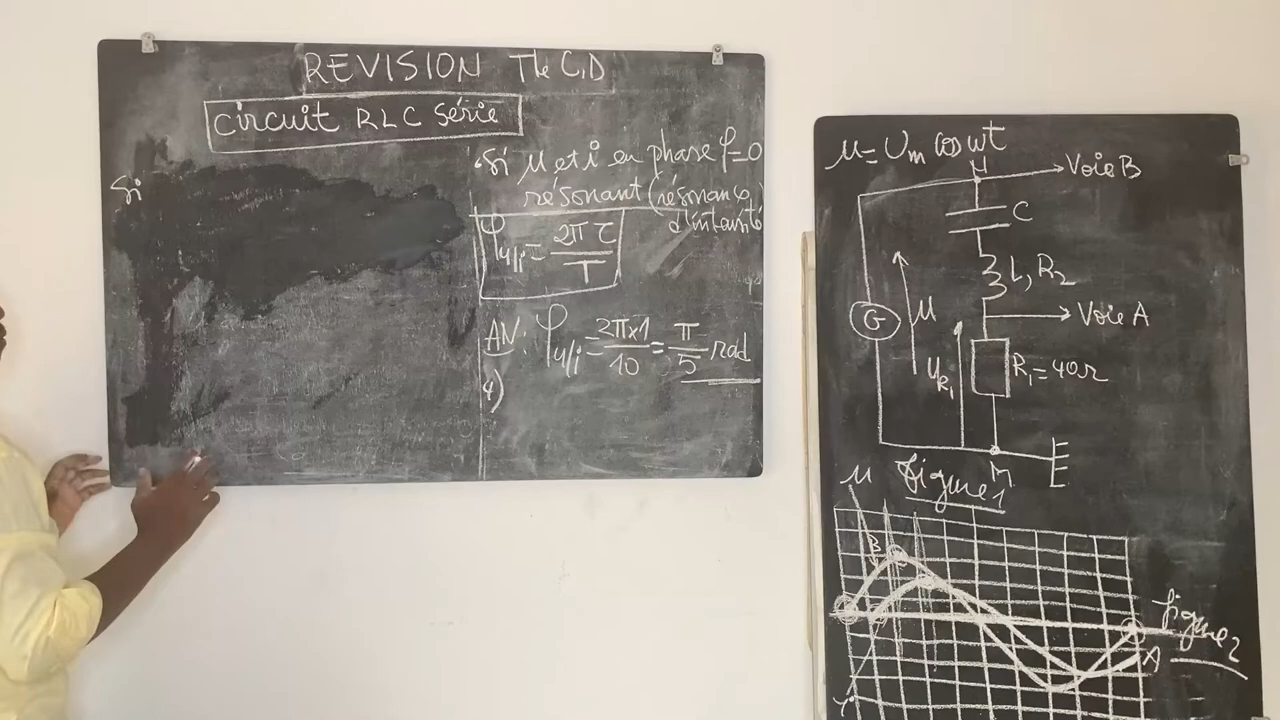 REVISION Tle C,D
Circuit RLC série
Si
• Si u et i en phase φ=0
résonant (résonance
d'intensité
φu/i = 2πτ/T
AN: φu/i = 2π×1/10 = π/5 rad
4)
u = Um cos wt
M
Voie B
C
L, R2
Voie A
G
u
UR1
R1 = 40Ω
m
figure 1
u
B
figure 2
A